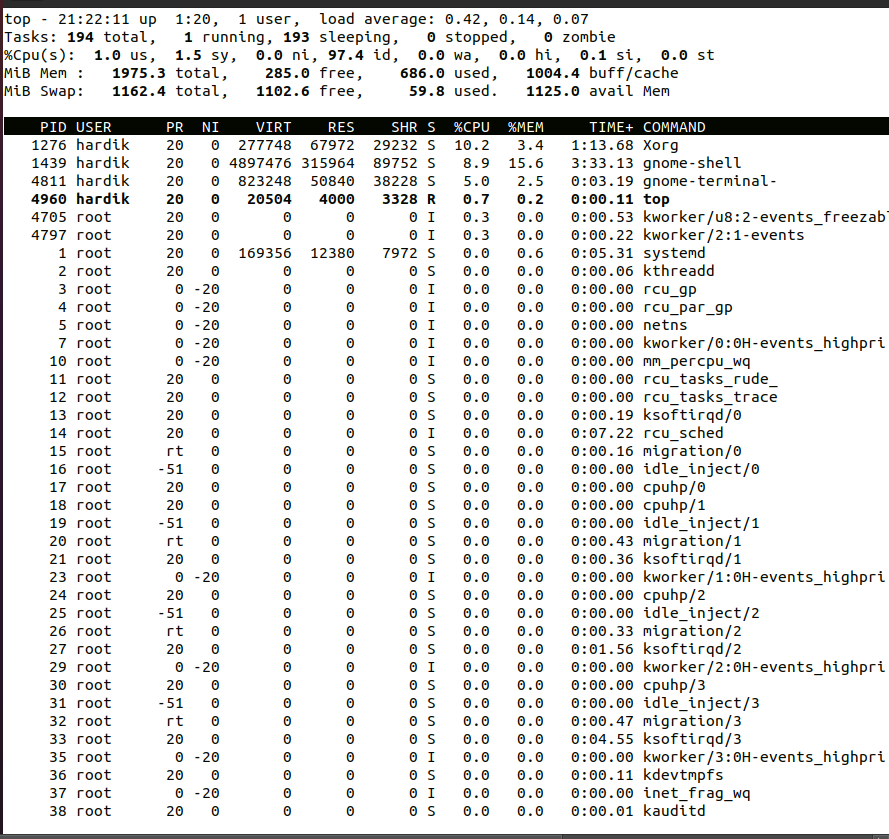 top - 21:22:11 up  1:20,  1 user,  load average: 0.42, 0.14, 0.07
Tasks: 194 total,   1 running, 193 sleeping,   0 stopped,   0 zombie
%Cpu(s):  1.0 us,  1.5 sy,  0.0 ni, 97.4 id,  0.0 wa,  0.0 hi,  0.1 si,  0.0 st
MiB Mem :   1975.3 total,    285.0 free,    686.0 used,   1004.4 buff/cache
MiB Swap:   1162.4 total,   1102.6 free,     59.8 used.   1125.0 avail Mem
PID USER      PR  NI    VIRT    RES    SHR S  %CPU  %MEM     TIME+ COMMAND
1276 hardik    20   0  277748  67972  29232 S  10.2   3.4   1:13.68 Xorg
1439 hardik    20   0 4897476 315964  89752 S   8.9  15.6   3:33.13 gnome-shell
4811 hardik    20   0  823248  50840  38228 S   5.0   2.5   0:03.19 gnome-terminal-
4960 hardik    20   0   20504   4000   3328 R   0.7   0.2   0:00.11 top
4705 root      20   0       0      0      0 I   0.3   0.0   0:00.53 kworker/u8:2-events_freezabl
4797 root      20   0       0      0      0 I   0.3   0.0   0:00.22 kworker/2:1-events
1 root      20   0  169356  12380   7972 S   0.0   0.6   0:05.31 systemd
2 root      20   0       0      0      0 S   0.0   0.0   0:00.06 kthreadd
3 root       0 -20       0      0      0 I   0.0   0.0   0:00.00 rcu_gp
4 root       0 -20       0      0      0 I   0.0   0.0   0:00.00 rcu_par_gp
5 root       0 -20       0      0      0 I   0.0   0.0   0:00.00 netns
7 root       0 -20       0      0      0 I   0.0   0.0   0:00.00 kworker/0:0H-events_highpri
10 root       0 -20       0      0      0 I   0.0   0.0   0:00.00 mm_percpu_wq
11 root      20   0       0      0      0 S   0.0   0.0   0:00.00 rcu_tasks_rude_
12 root      20   0       0      0      0 S   0.0   0.0   0:00.00 rcu_tasks_trace
13 root      20   0       0      0      0 S   0.0   0.0   0:00.19 ksoftirqd/0
14 root      20   0       0      0      0 I   0.0   0.0   0:07.22 rcu_sched
15 root      rt   0       0      0      0 S   0.0   0.0   0:00.16 migration/0
16 root     -51   0       0      0      0 S   0.0   0.0   0:00.00 idle_inject/0
17 root      20   0       0      0      0 S   0.0   0.0   0:00.00 cpuhp/0
18 root      20   0       0      0      0 S   0.0   0.0   0:00.00 cpuhp/1
19 root     -51   0       0      0      0 S   0.0   0.0   0:00.00 idle_inject/1
20 root      rt   0       0      0      0 S   0.0   0.0   0:00.43 migration/1
21 root      20   0       0      0      0 S   0.0   0.0   0:00.36 ksoftirqd/1
23 root       0 -20       0      0      0 I   0.0   0.0   0:00.00 kworker/1:0H-events_highpri
24 root      20   0       0      0      0 S   0.0   0.0   0:00.00 cpuhp/2
25 root     -51   0       0      0      0 S   0.0   0.0   0:00.00 idle_inject/2
26 root      rt   0       0      0      0 S   0.0   0.0   0:00.33 migration/2
27 root      20   0       0      0      0 S   0.0   0.0   0:01.56 ksoftirqd/2
29 root       0 -20       0      0      0 I   0.0   0.0   0:00.00 kworker/2:0H-events_highpri
30 root      20   0       0      0      0 S   0.0   0.0   0:00.00 cpuhp/3
31 root     -51   0       0      0      0 S   0.0   0.0   0:00.00 idle_inject/3
32 root      rt   0       0      0      0 S   0.0   0.0   0:00.47 migration/3
33 root      20   0       0      0      0 S   0.0   0.0   0:04.55 ksoftirqd/3
35 root       0 -20       0      0      0 I   0.0   0.0   0:00.00 kworker/3:0H-events_highpri
36 root      20   0       0      0      0 S   0.0   0.0   0:00.11 kdevtmpfs
37 root       0 -20       0      0      0 I   0.0   0.0   0:00.00 inet_frag_wq
38 root      20   0       0      0      0 S   0.0   0.0   0:00.01 kauditd